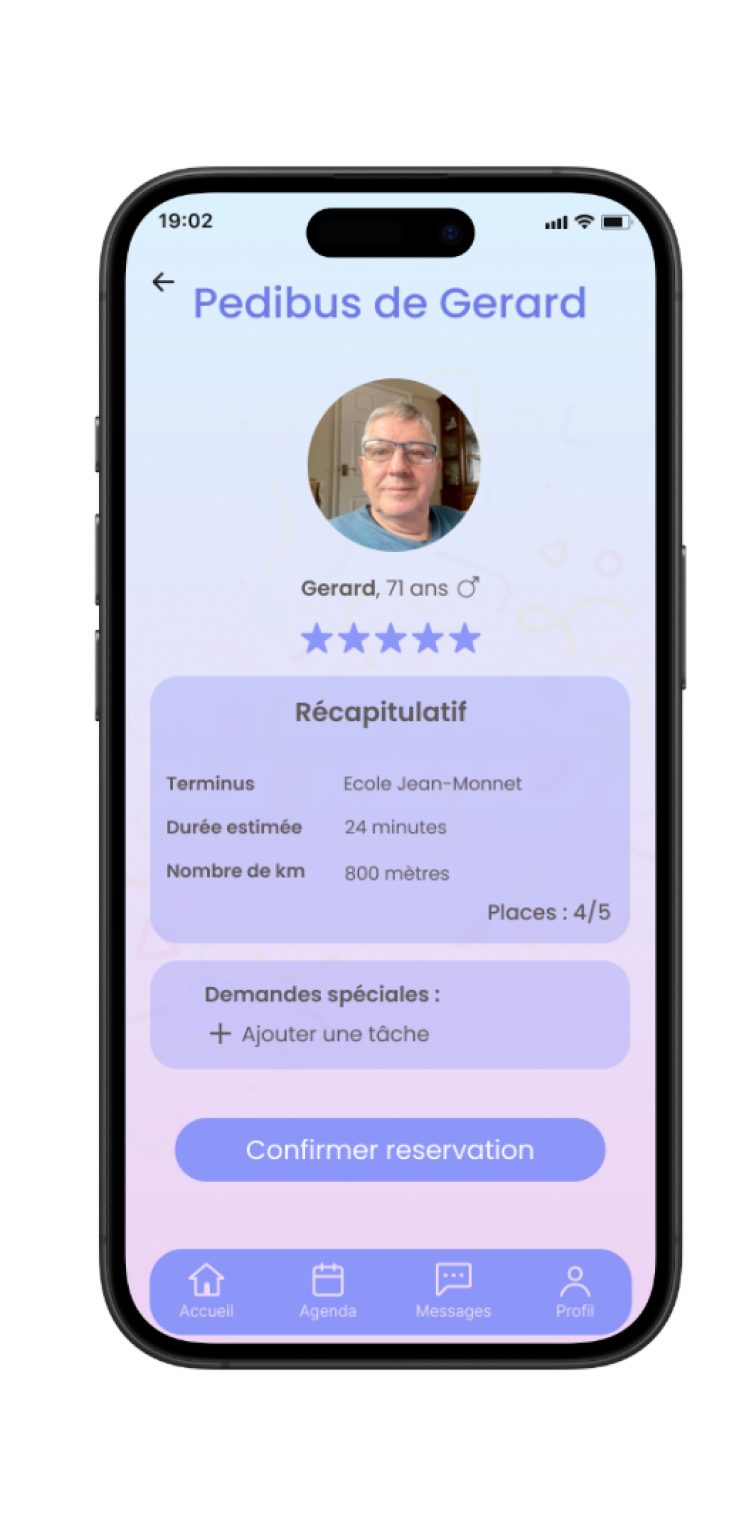 19:02
Pedibus de Gerard
Gerard, 71 ans
Récapitulatif
Terminus Ecole Jean-Monnet
Durée estimée 24 minutes
Nombre de km 800 mètres
Places : 4/5
Demandes spéciales :
+ Ajouter une tâche
Confirmer reservation
Accueil Agenda Messages Profil